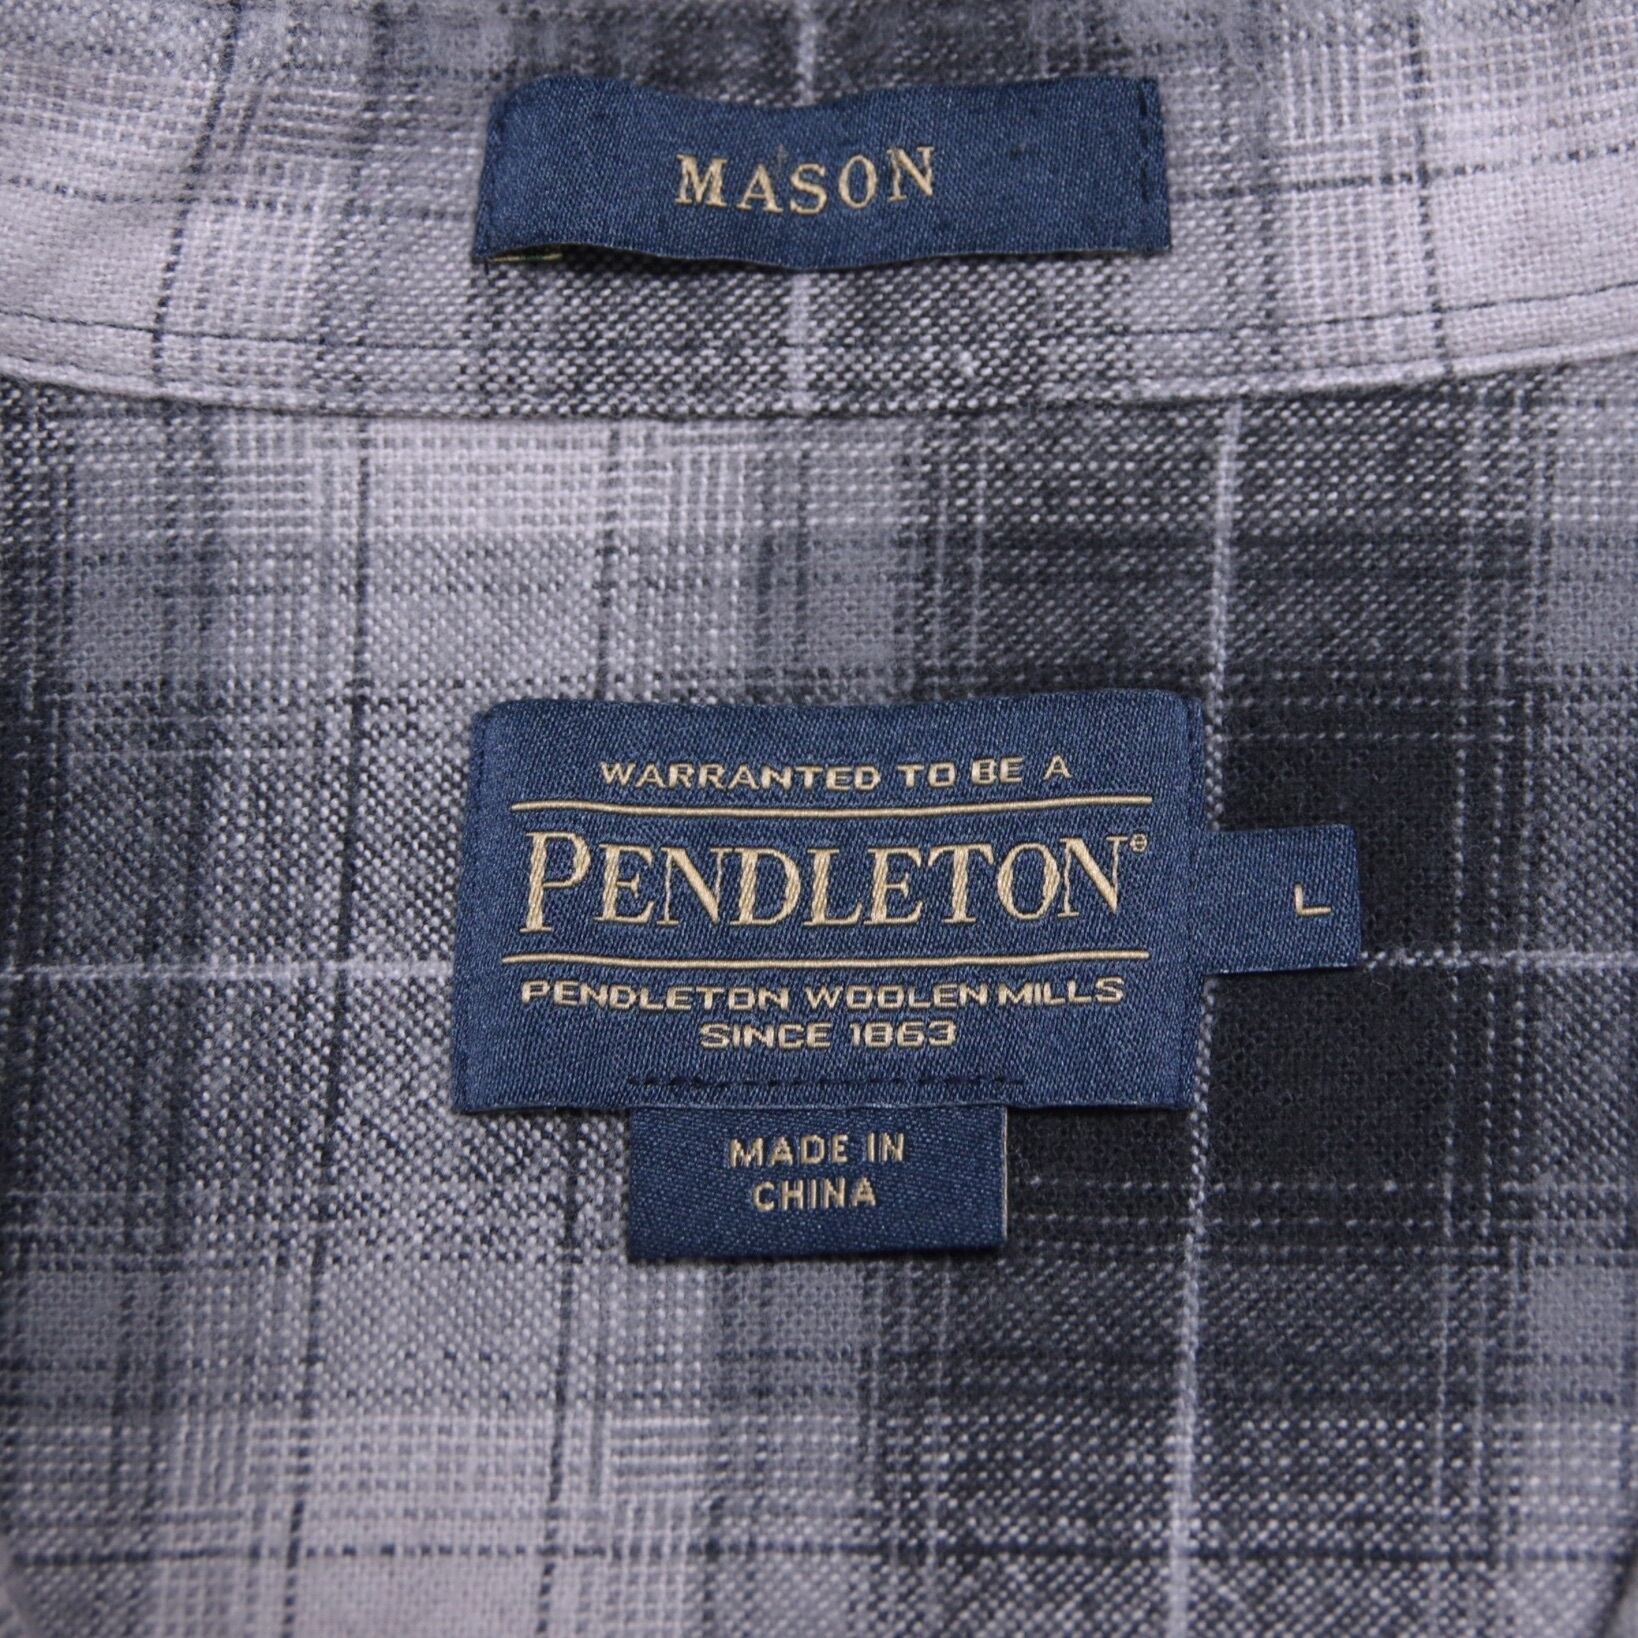 MASON
WARRANTED TO BE A
PENDLETON®
L
PENDLETON WOOLEN MILLS
SINCE 1863
MADE IN
CHINA